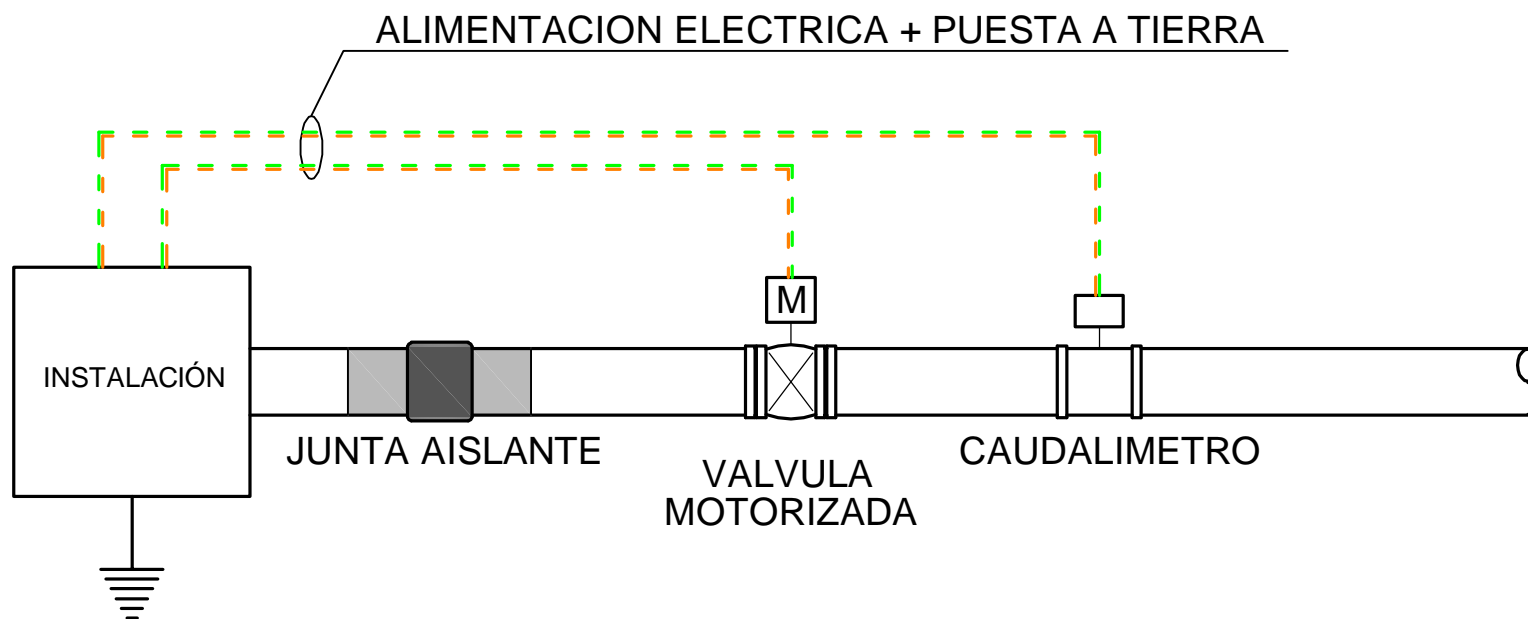 ALIMENTACION ELECTRICA + PUESTA A TIERRA
M
INSTALACIÓN
JUNTA AISLANTE
VALVULA
MOTORIZADA
CAUDALIMETRO